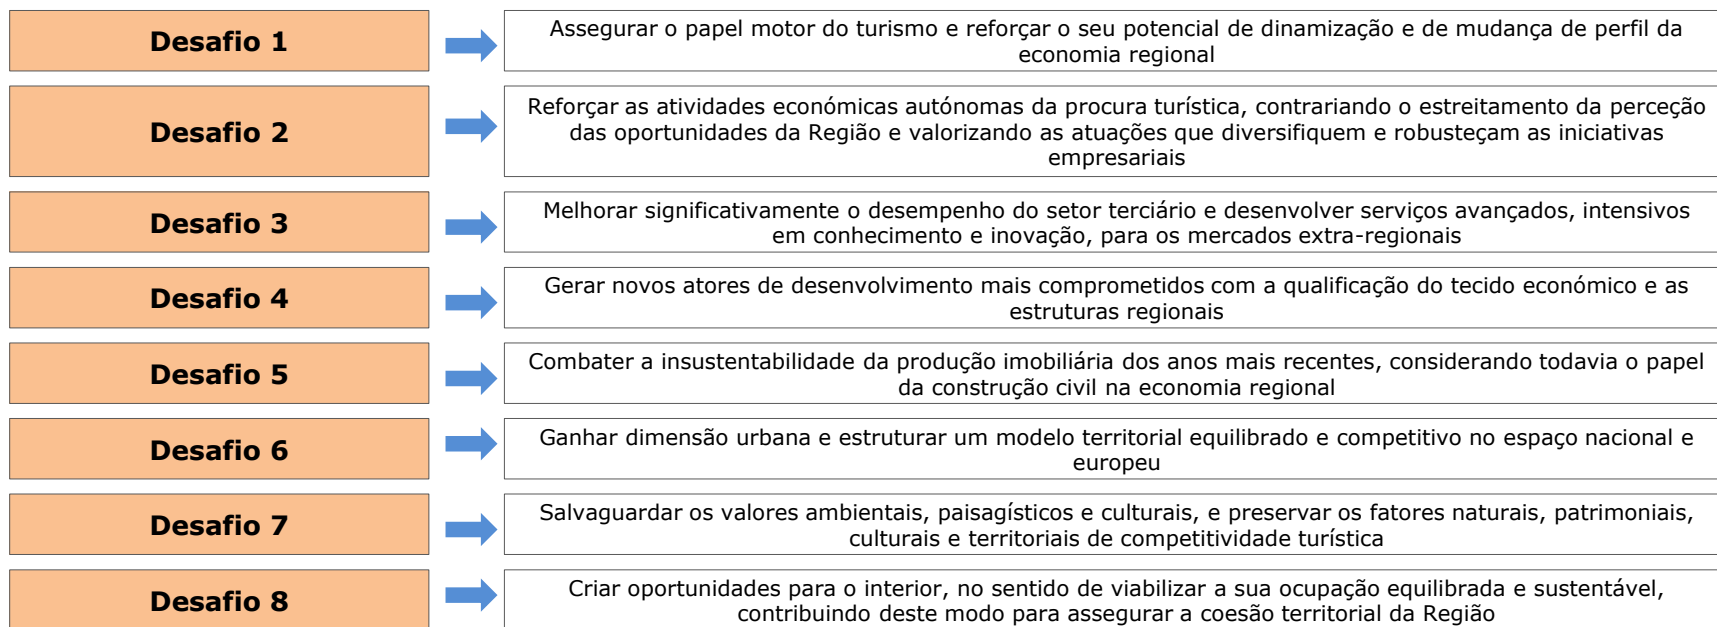 Desafio 1
Assegurar o papel motor do turismo e reforçar o seu potencial de dinamização e de mudança de perfil da
economia regional
Desafio 2
Reforçar as atividades económicas autónomas da procura turística, contrariando o estreitamento da perceção
das oportunidades da Região e valorizando as atuações que diversifiquem e robusteçam as iniciativas
empresariais
Desafio 3
Melhorar significativamente o desempenho do setor terciário e desenvolver serviços avançados, intensivos
em conhecimento e inovação, para os mercados extra-regionais
Desafio 4
Gerar novos atores de desenvolvimento mais comprometidos com a qualificação do tecido económico e as
estruturas regionais
Desafio 5
Combater a insustentabilidade da produção imobiliária dos anos mais recentes, considerando todavia o papel
da construção civil na economia regional
Desafio 6
Ganhar dimensão urbana e estruturar um modelo territorial equilibrado e competitivo no espaço nacional e
europeu
Desafio 7
Salvaguardar os valores ambientais, paisagísticos e culturais, e preservar os fatores naturais, patrimoniais,
culturais e territoriais de competitividade turística
Desafio 8
Criar oportunidades para o interior, no sentido de viabilizar a sua ocupação equilibrada e sustentável,
contribuindo deste modo para assegurar a coesão territorial da Região